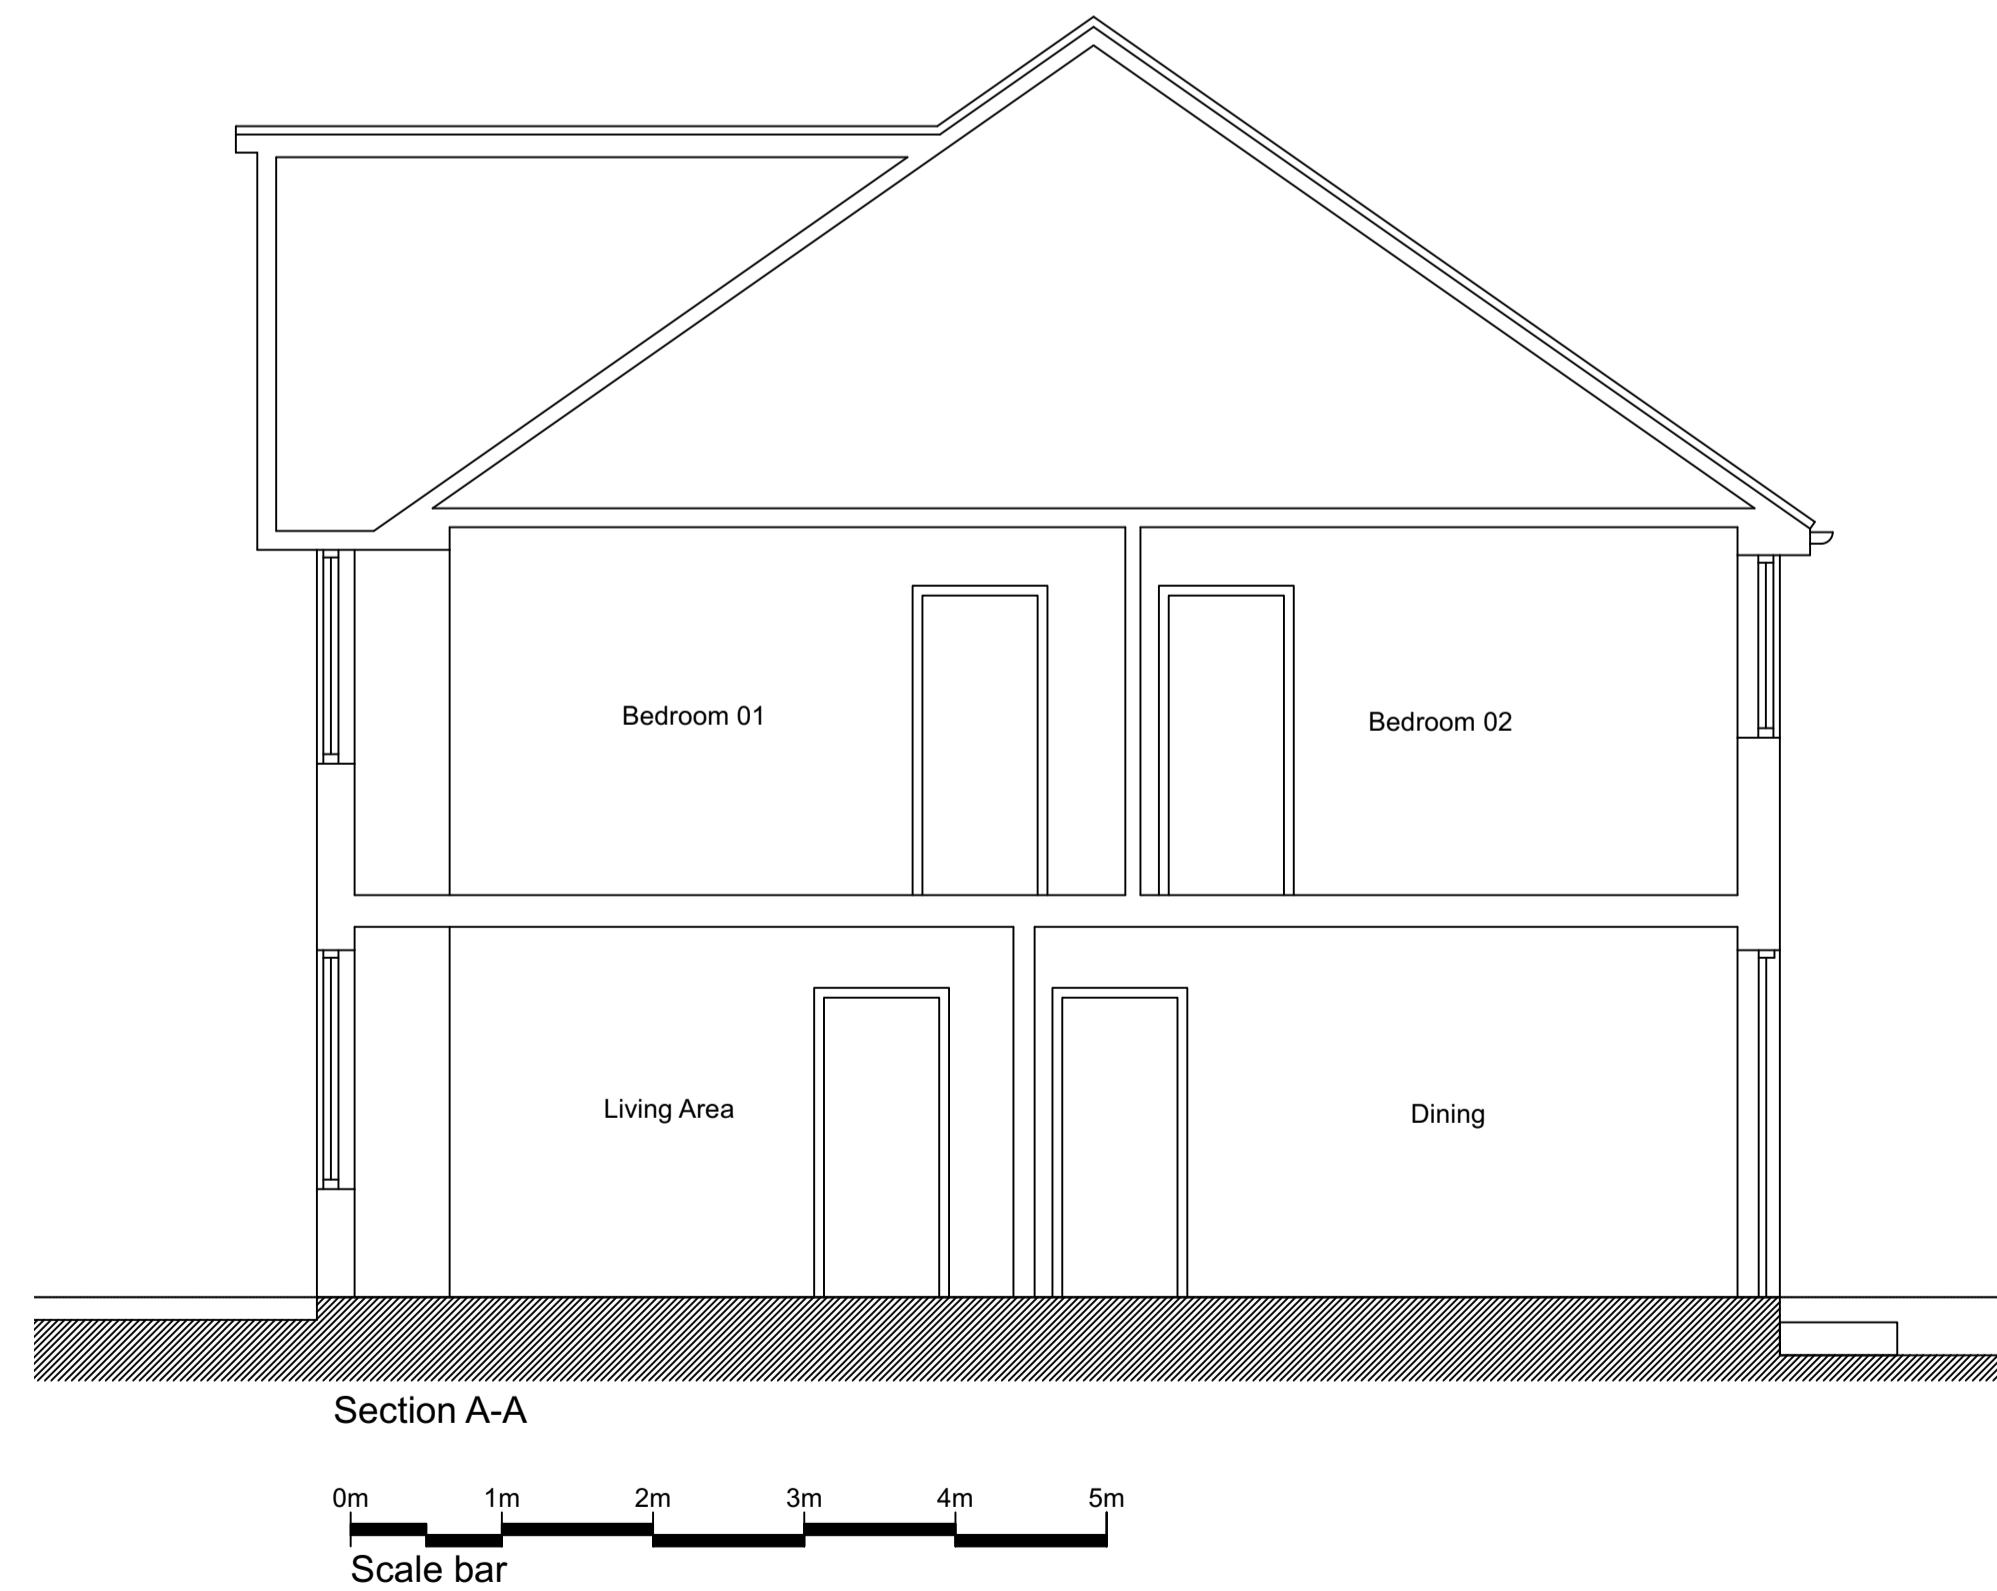 Bedroom 01
Bedroom 02
Living Area
Dining
Section A-A
0m 1m 2m 3m 4m 5m
Scale bar